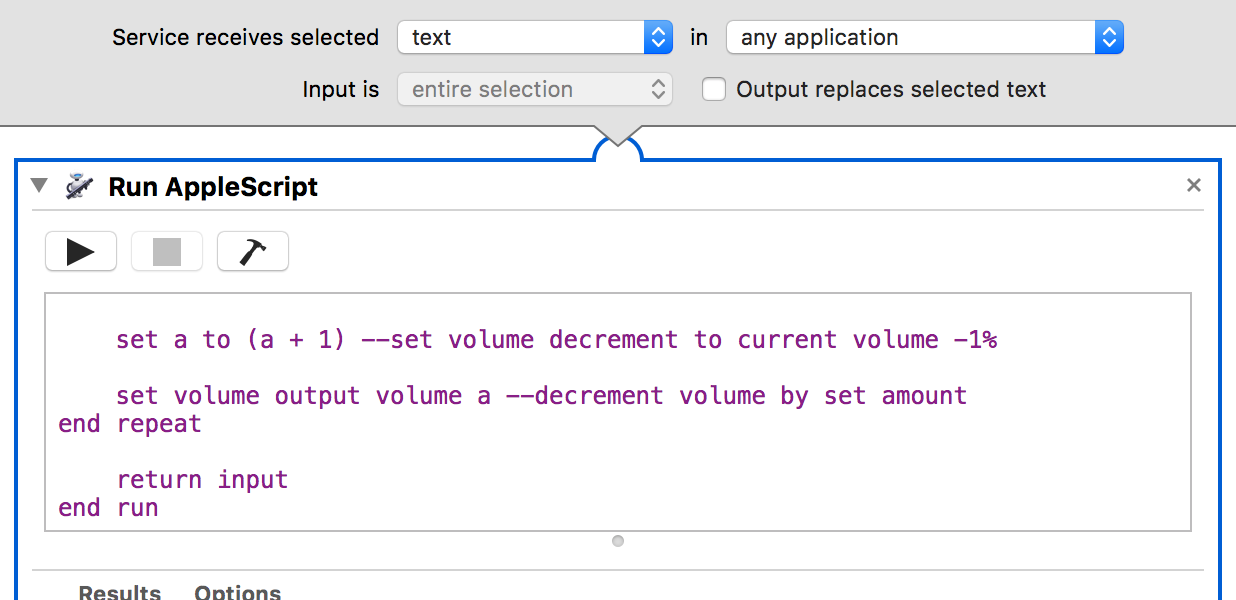 Service receives selected text in any application
Input is entire selection Output replaces selected text
Run AppleScript
set a to (a + 1) --set volume decrement to current volume -1%
set volume output volume a --decrement volume by set amount
end repeat
return input
end run
Results Options